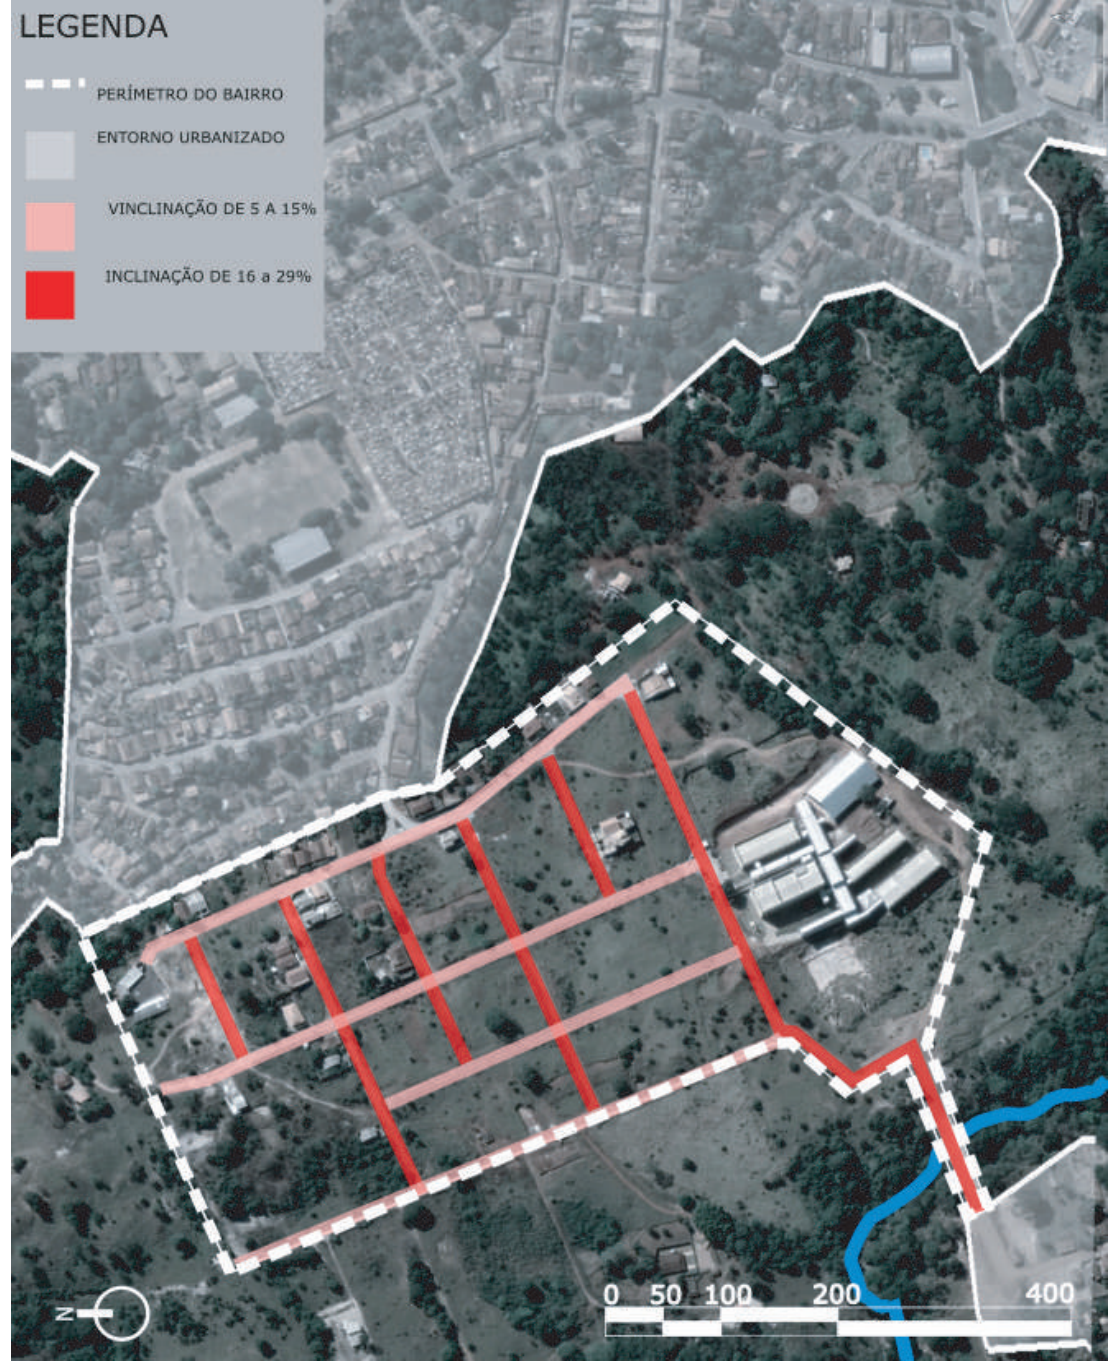 LEGENDA
PERÍMETRO DO BAIRRO
ENTORNO URBANIZADO
VINCLINAÇÃO DE 5 A 15%
INCLINAÇÃO DE 16 a 29%
N
0 50 100 200 400